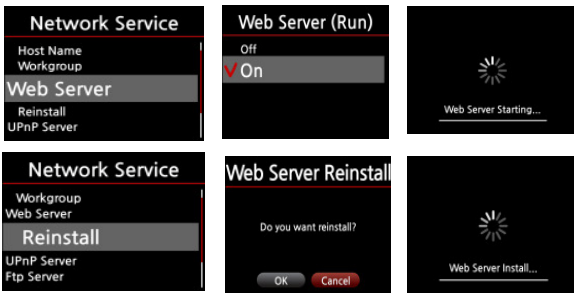 Network Service
Host Name
Workgroup
Web Server
Reinstall
UPnP Server
Web Server (Run)
Off
On
Web Server Starting...
Network Service
Workgroup
Web Server
Reinstall
UPnP Server
Ftp Server
Web Server Reinstall
Do you want reinstall?
OK Cancel
Web Server Install...